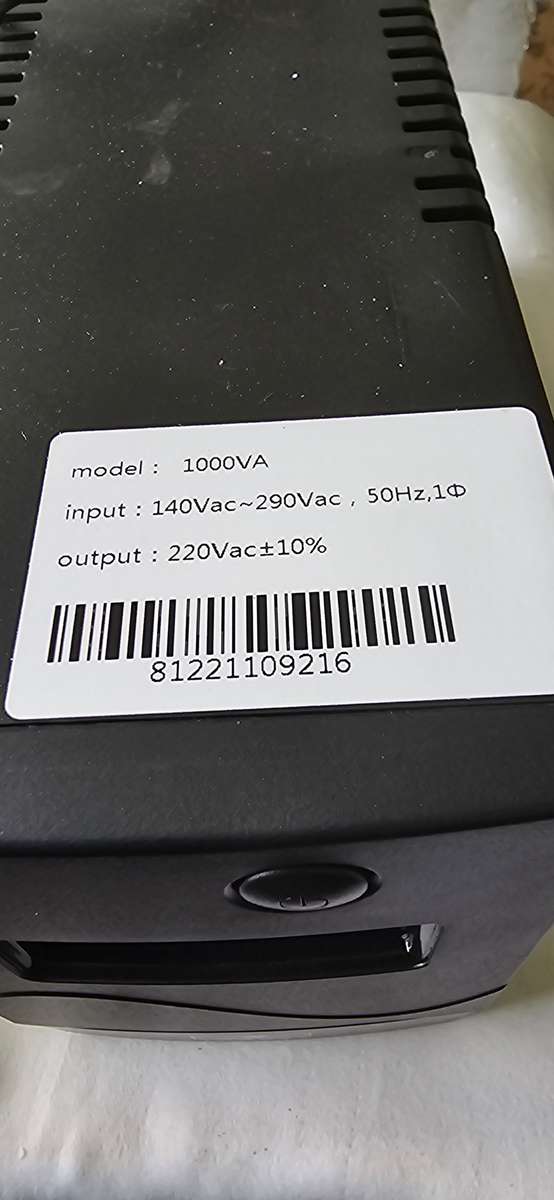 model : 1000VA
input : 140Vac~290Vac , 50Hz,1Φ
output : 220Vac±10%
81221109216